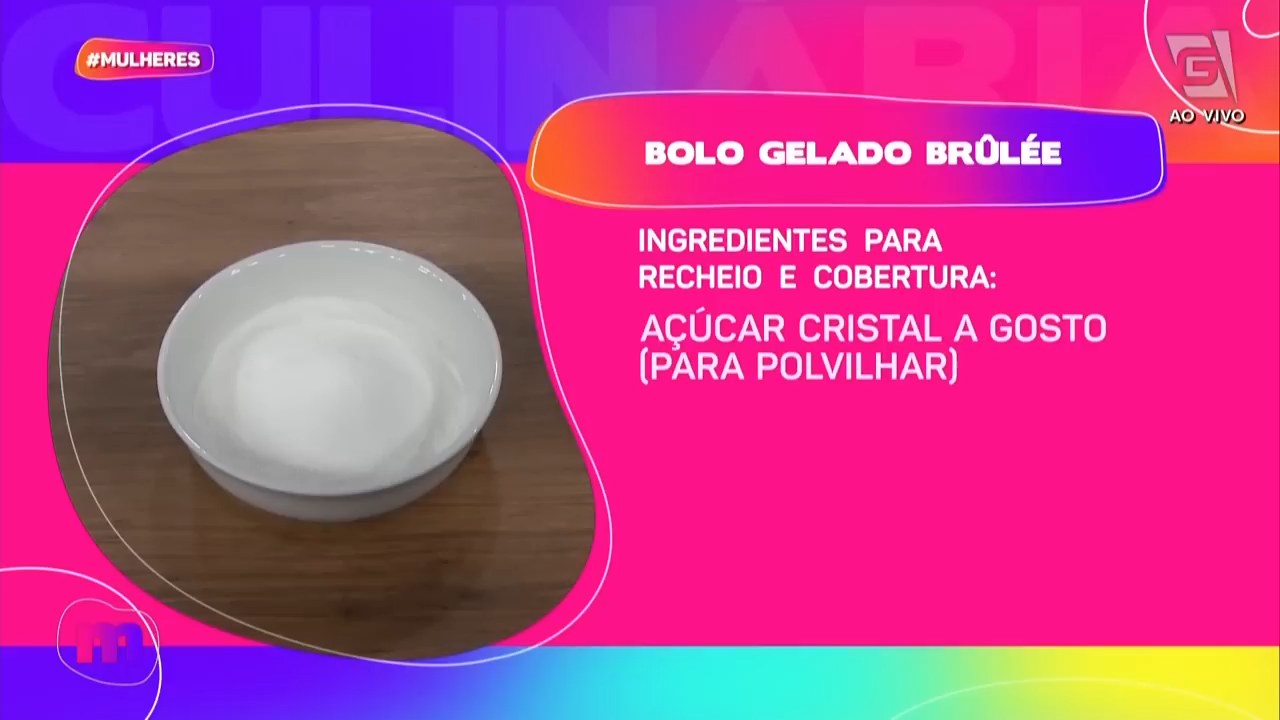 CULINÁRIA
#MULHERES
G
AO VIVO
BOLO GELADO BRÛLÉE
INGREDIENTES PARA
RECHEIO E COBERTURA:
AÇÚCAR CRISTAL A GOSTO
(PARA POLVILHAR)
m